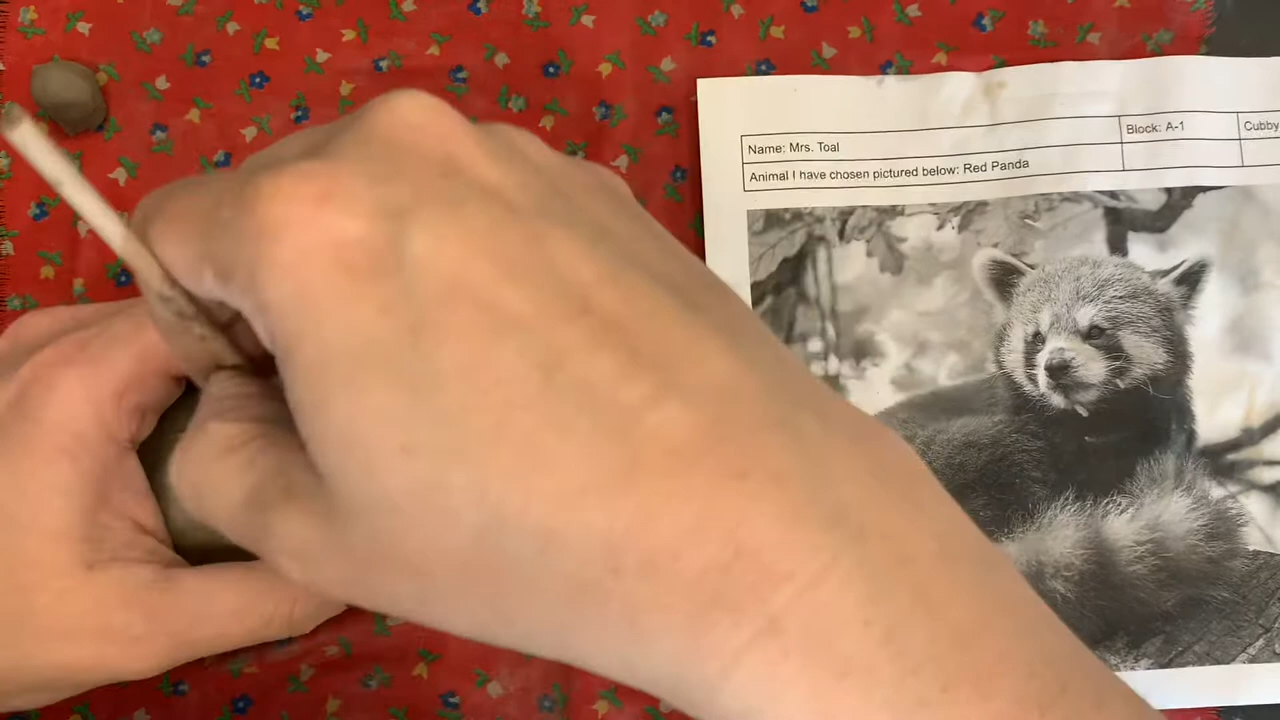 Name: Mrs. Toal
Block: A-1
Cubby
Animal I have chosen pictured below: Red Panda